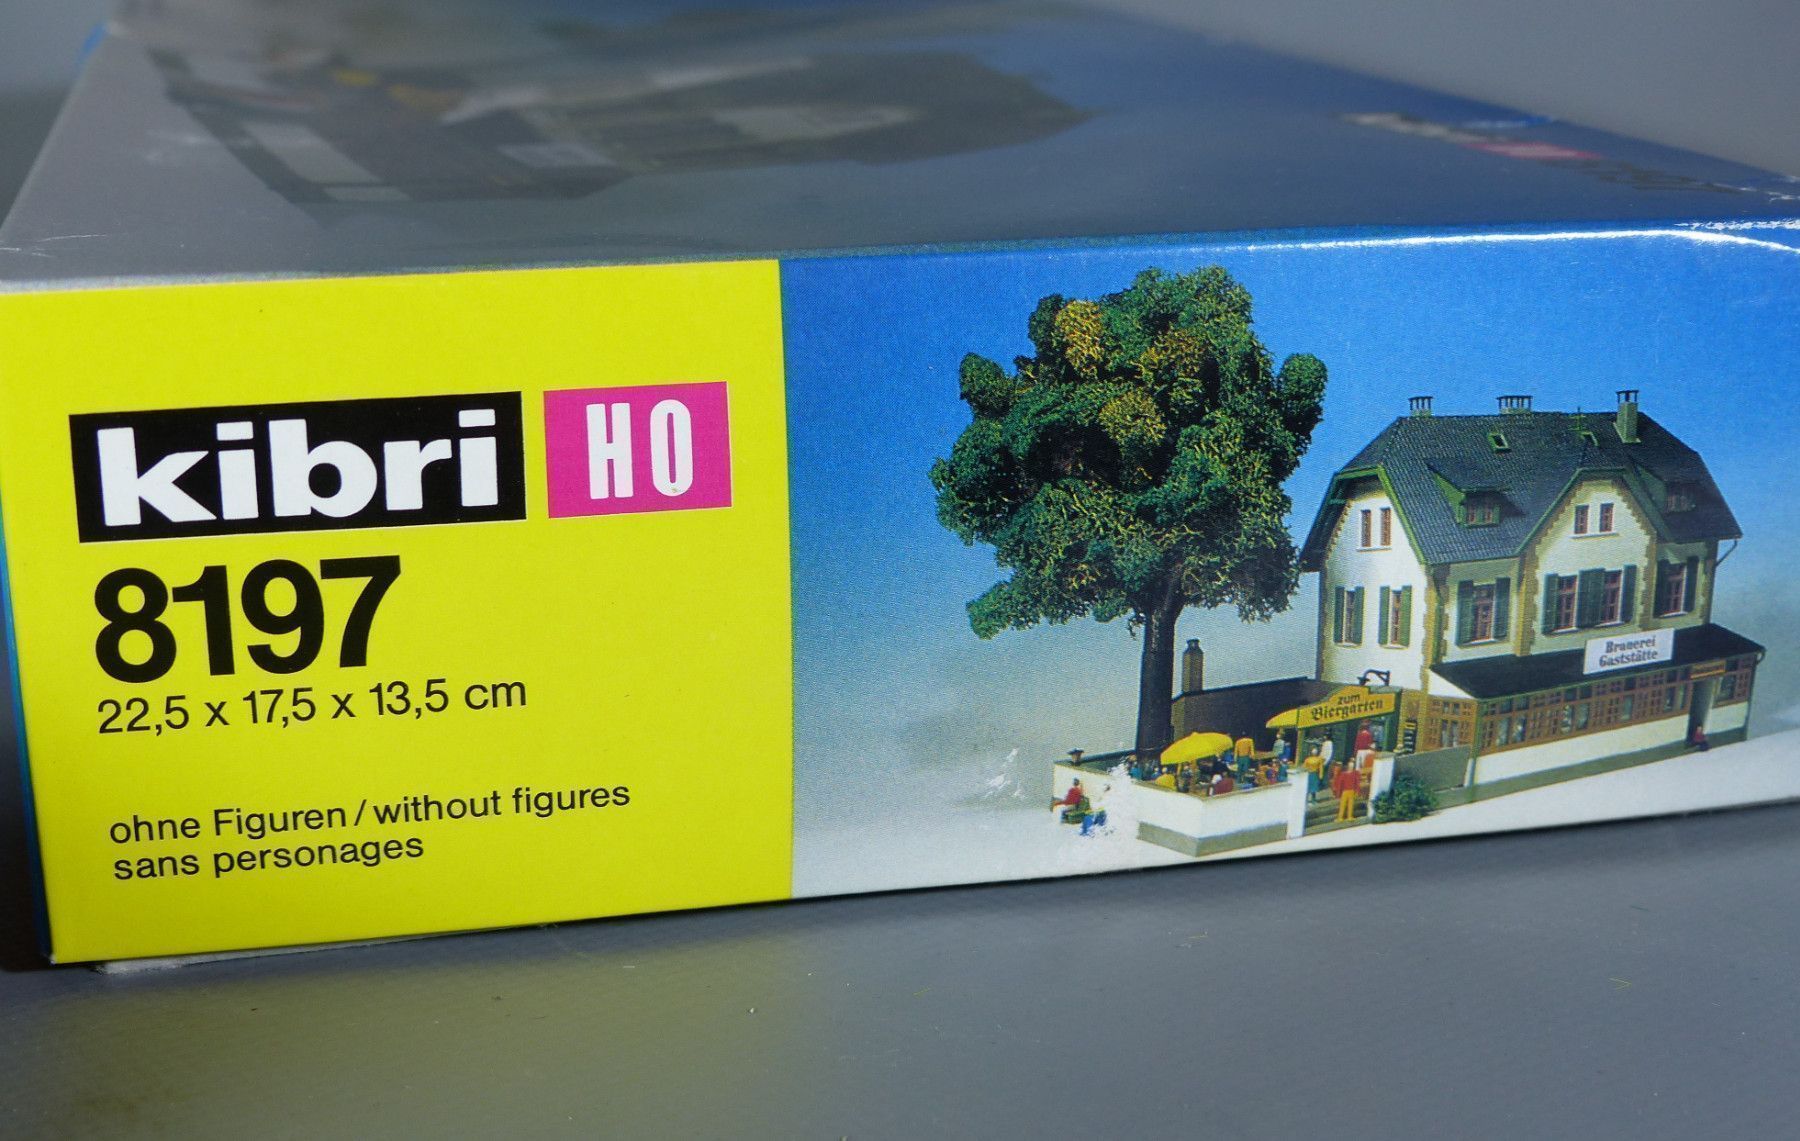 kibri HO
8197
22,5 x 17,5 x 13,5 cm
ohne Figuren / without figures
sans personages
zum
Biergarten
Brauerei
Gaststätte